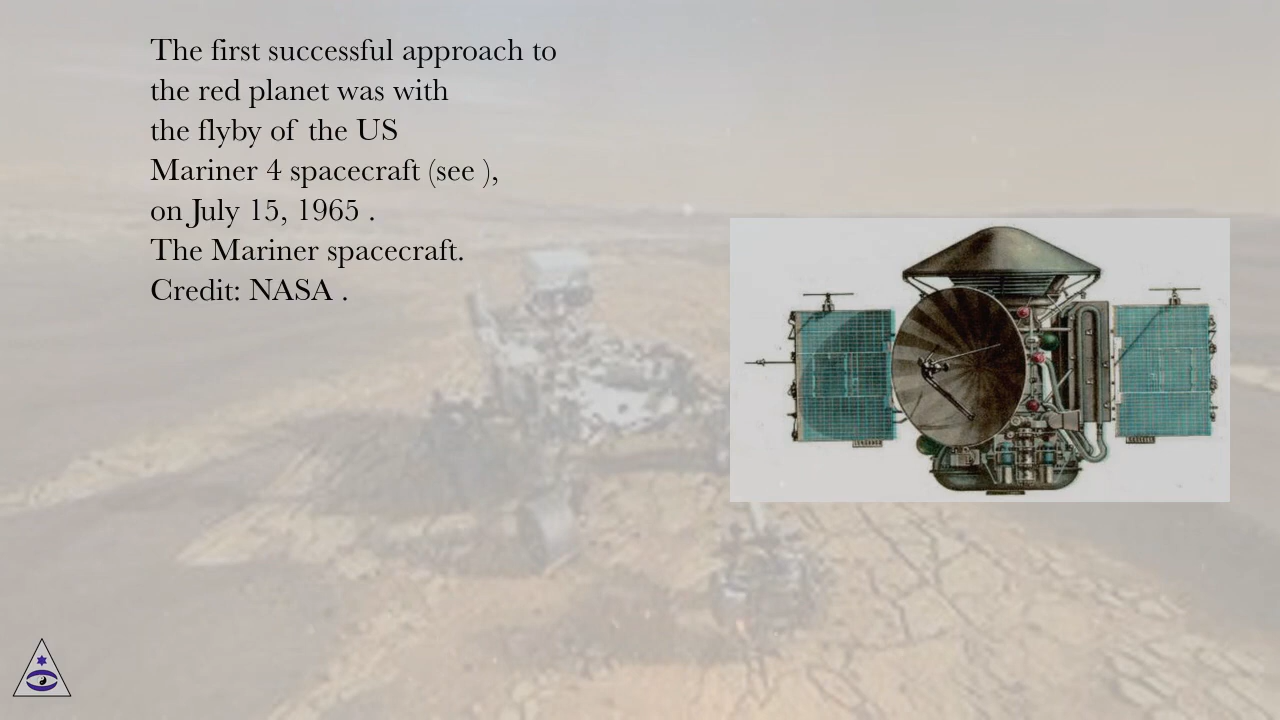 The first successful approach to
the red planet was with
the flyby of the US
Mariner 4 spacecraft (see ),
on July 15, 1965 .
The Mariner spacecraft.
Credit: NASA .